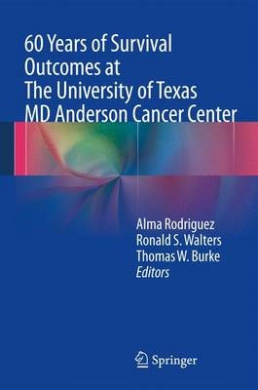 60 Years of Survival
Outcomes at
The University of Texas
MD Anderson Cancer Center
Alma Rodriguez
Ronald S. Walters
Thomas W. Burke
Editors
Springer